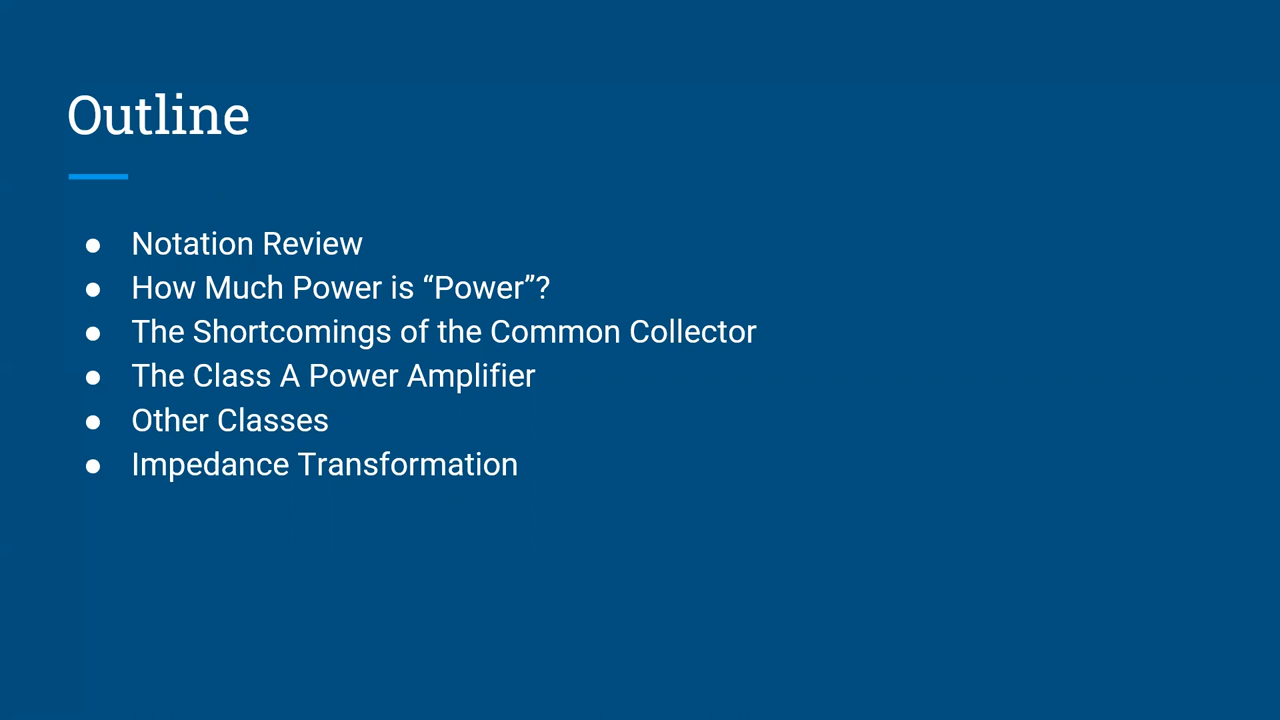 Outline
● Notation Review
● How Much Power is “Power”?
● The Shortcomings of the Common Collector
● The Class A Power Amplifier
● Other Classes
● Impedance Transformation